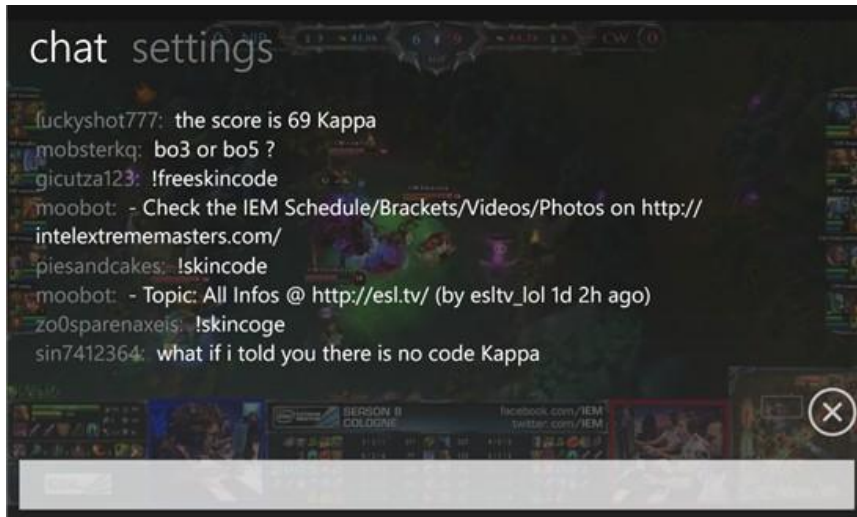 chat settings
luckyshot777: the score is 69 Kappa
mobsterkq: bo3 or bo5 ?
gicutza123: !freeskincode
moobot: - Check the IEM Schedule/Brackets/Videos/Photos on http://
intelextrememasters.com/
piesandcakes: !skincode
moobot: - Topic: All Infos @ http://esl.tv/ (by esltv_lol 1d 2h ago)
zo0sparenaxeis: !skincoge
sin7412364: what if i told you there is no code Kappa
SEASON 8 facebook.com/IEM
COLOGNE twitter.com/IEM